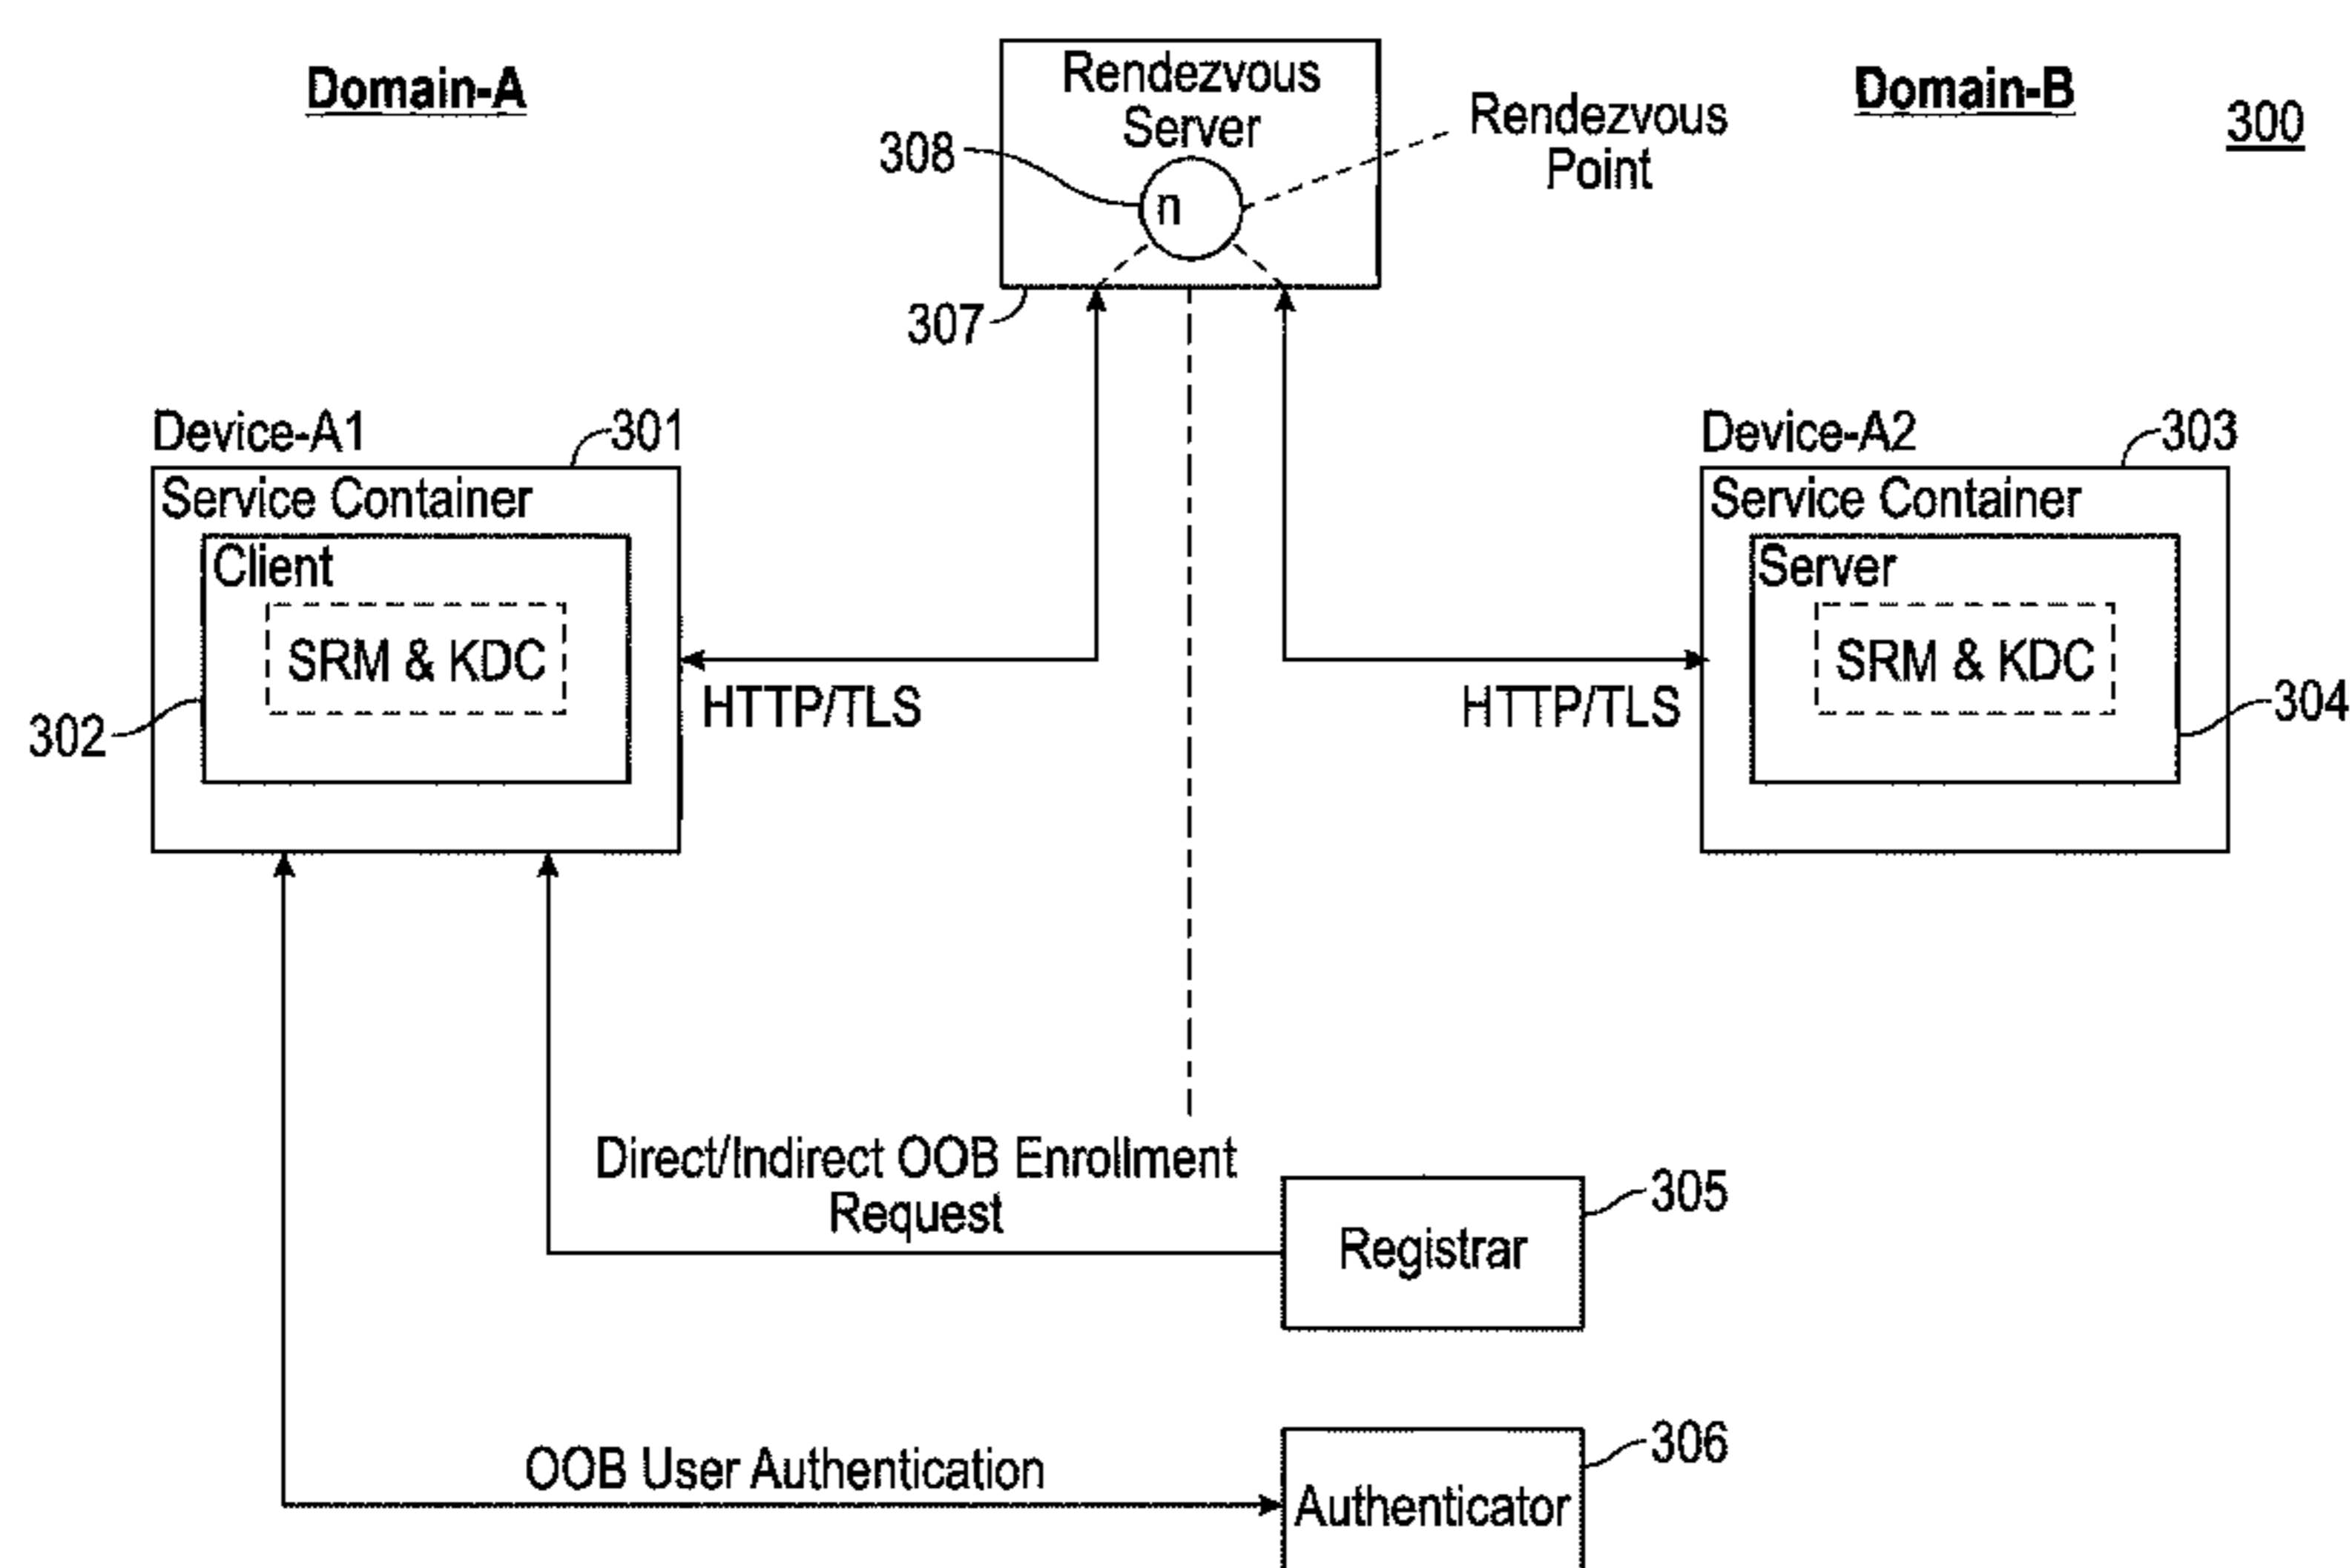 Domain-A
Rendezvous
Server
308
n
Rendezvous
Point
Domain-B
300
307
Device-A1
301
Service Container
Client
SRM & KDC
302
HTTP/TLS
Device-A2
303
Service Container
Server
SRM & KDC
304
HTTP/TLS
Direct/Indirect OOB Enrollment
Request
Registrar
305
OOB User Authentication
Authenticator
306